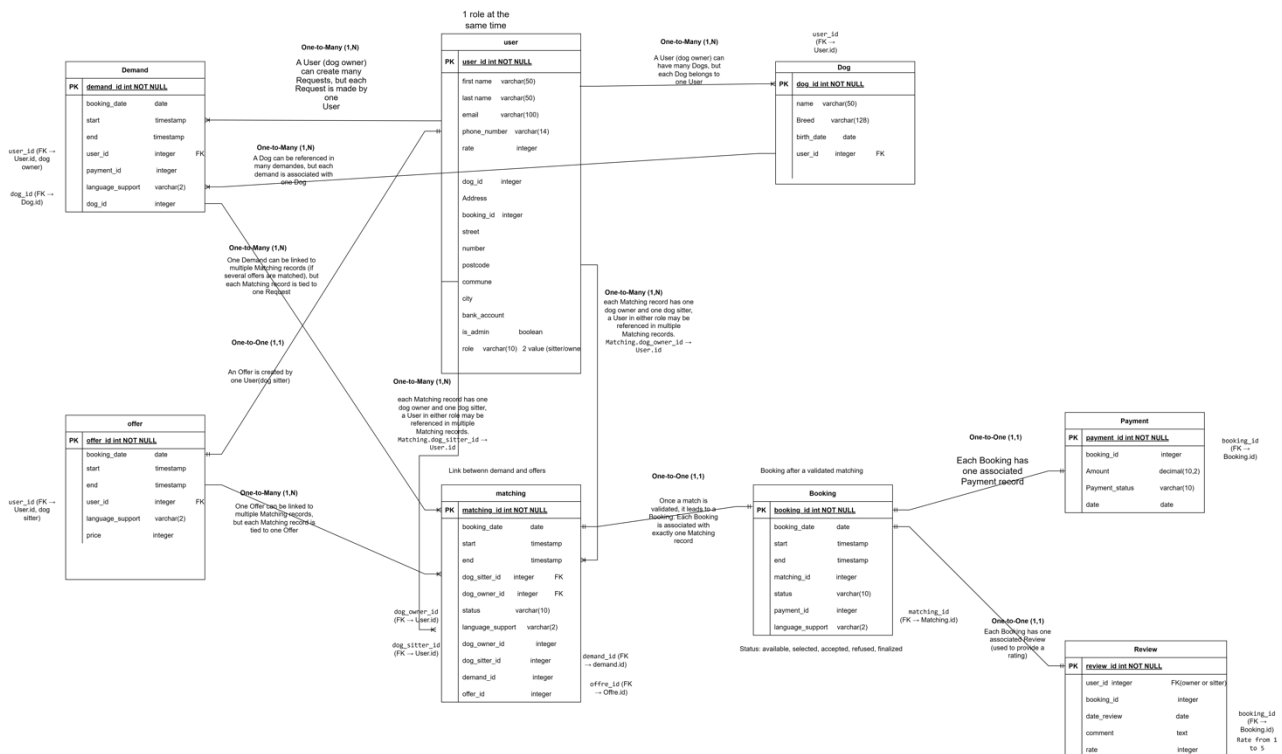 1 role at the
same time
user
PK user_id int NOT NULL
first name varchar(50)
last name varchar(50)
email varchar(100)
phone_number varchar(14)
rate integer
dog_id integer
Address
booking_id integer
street
number
postcode
commune
city
bank_account
is_admin boolean
role varchar(10) 2 value (sitter/owne
One-to-Many (1,N)
A User (dog owner)
can create many
Requests, but each
Request is made by
one
User
Demand
PK demand_id int NOT NULL
booking_date date
start timestamp
end timestamp
user_id integer FK
payment_id integer
language_support varchar(2)
dog_id integer
user_id (FK →
User.id, dog
owner)
dog_id (FK →
Dog.id)
One-to-Many (1,N)
A Dog can be referenced in
many demandes, but each
demand is associated with
one Dog
One-to-Many (1,N)
A User (dog owner) can
have many Dogs, but
each Dog belongs to
one User
user_id
(FK →
User.id)
Dog
PK dog_id int NOT NULL
name varchar(50)
Breed varchar(128)
birth_date date
user_id integer FK
One-to-Many (1,N)
One Demand can be linked to
multiple Matching records (if
several offers are matched), but
each Matching record is tied to
one Request
One-to-One (1,1)
An Offer is created by
one User(dog sitter)
One-to-Many (1,N)
each Matching record has one
dog owner and one dog sitter,
a User in either role may be
referenced in multiple
Matching records.
Matching.dog_owner_id →
User.id
One-to-Many (1,N)
each Matching record has one
dog owner and one dog sitter,
a User in either role may be
referenced in multiple
Matching records.
Matching.dog_sitter_id →
User.id
offer
PK offer_id int NOT NULL
booking_date date
start timestamp
end timestamp
user_id integer FK
language_support varchar(2)
price integer
user_id (FK →
User.id, dog
sitter)
One-to-Many (1,N)
One Offer can be linked to
multiple Matching records,
but each Matching record is
tied to one Offer
Link betwenn demand and offers
matching
PK matching_id int NOT NULL
booking_date date
start timestamp
end timestamp
dog_sitter_id integer FK
dog_owner_id integer FK
status varchar(10)
language_support varchar(2)
dog_owner_id integer
dog_sitter_id integer
demand_id integer
offer_id integer
dog_owner_id
(FK → User.id)
dog_sitter_id
(FK → User.id)
demand_id (FK
→ demand.id)
offre_id (FK
→ Offre.id)
One-to-One (1,1)
Once a match is
validated, it leads to a
Booking. Each Booking
is associated with
exactly one Matching
record
Booking after a validated matching
Booking
PK booking_id int NOT NULL
booking_date date
start timestamp
end timestamp
matching_id integer
status varchar(10)
payment_id integer
language_support varchar(2)
matching_id
(FK → Matching.id)
Status: available, selected, accepted, refused, finalized
One-to-One (1,1)
Each Booking has
one associated
Payment record
Payment
PK payment_id int NOT NULL
booking_id integer
Amount decimal(10,2)
Payment_status varchar(10)
date date
booking_id
(FK →
Booking.id)
One-to-One (1,1)
Each Booking has one
associated Review
(used to provide a
rating)
Review
PK review_id int NOT NULL
user_id integer FK(owner or sitter)
booking_id integer
date_review date
comment text
rate integer
booking_id
(FK →
Booking.id)
Rate from 1
to 5